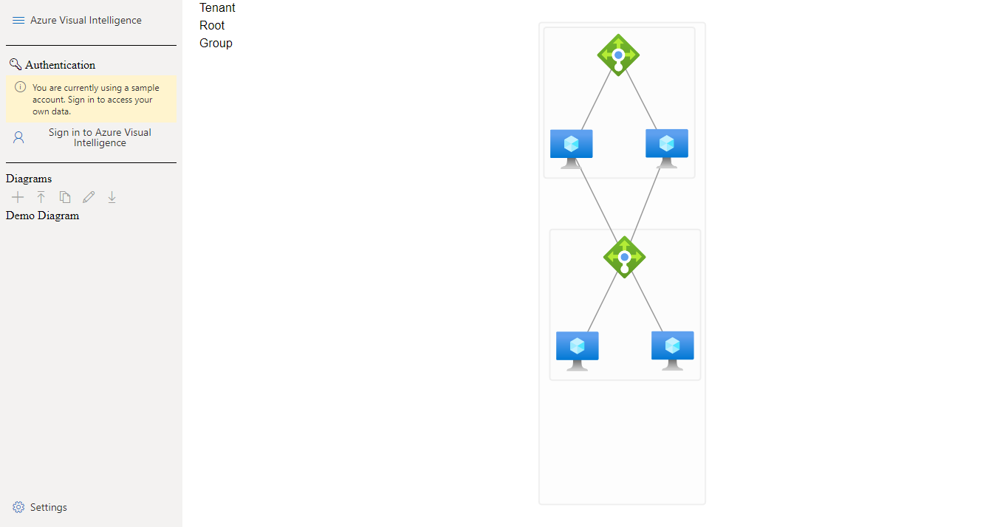 Azure Visual Intelligence
Authentication
You are currently using a sample
account. Sign in to access your
own data.
Sign in to Azure Visual
Intelligence
Diagrams
Demo Diagram
Settings
Tenant
Root
Group